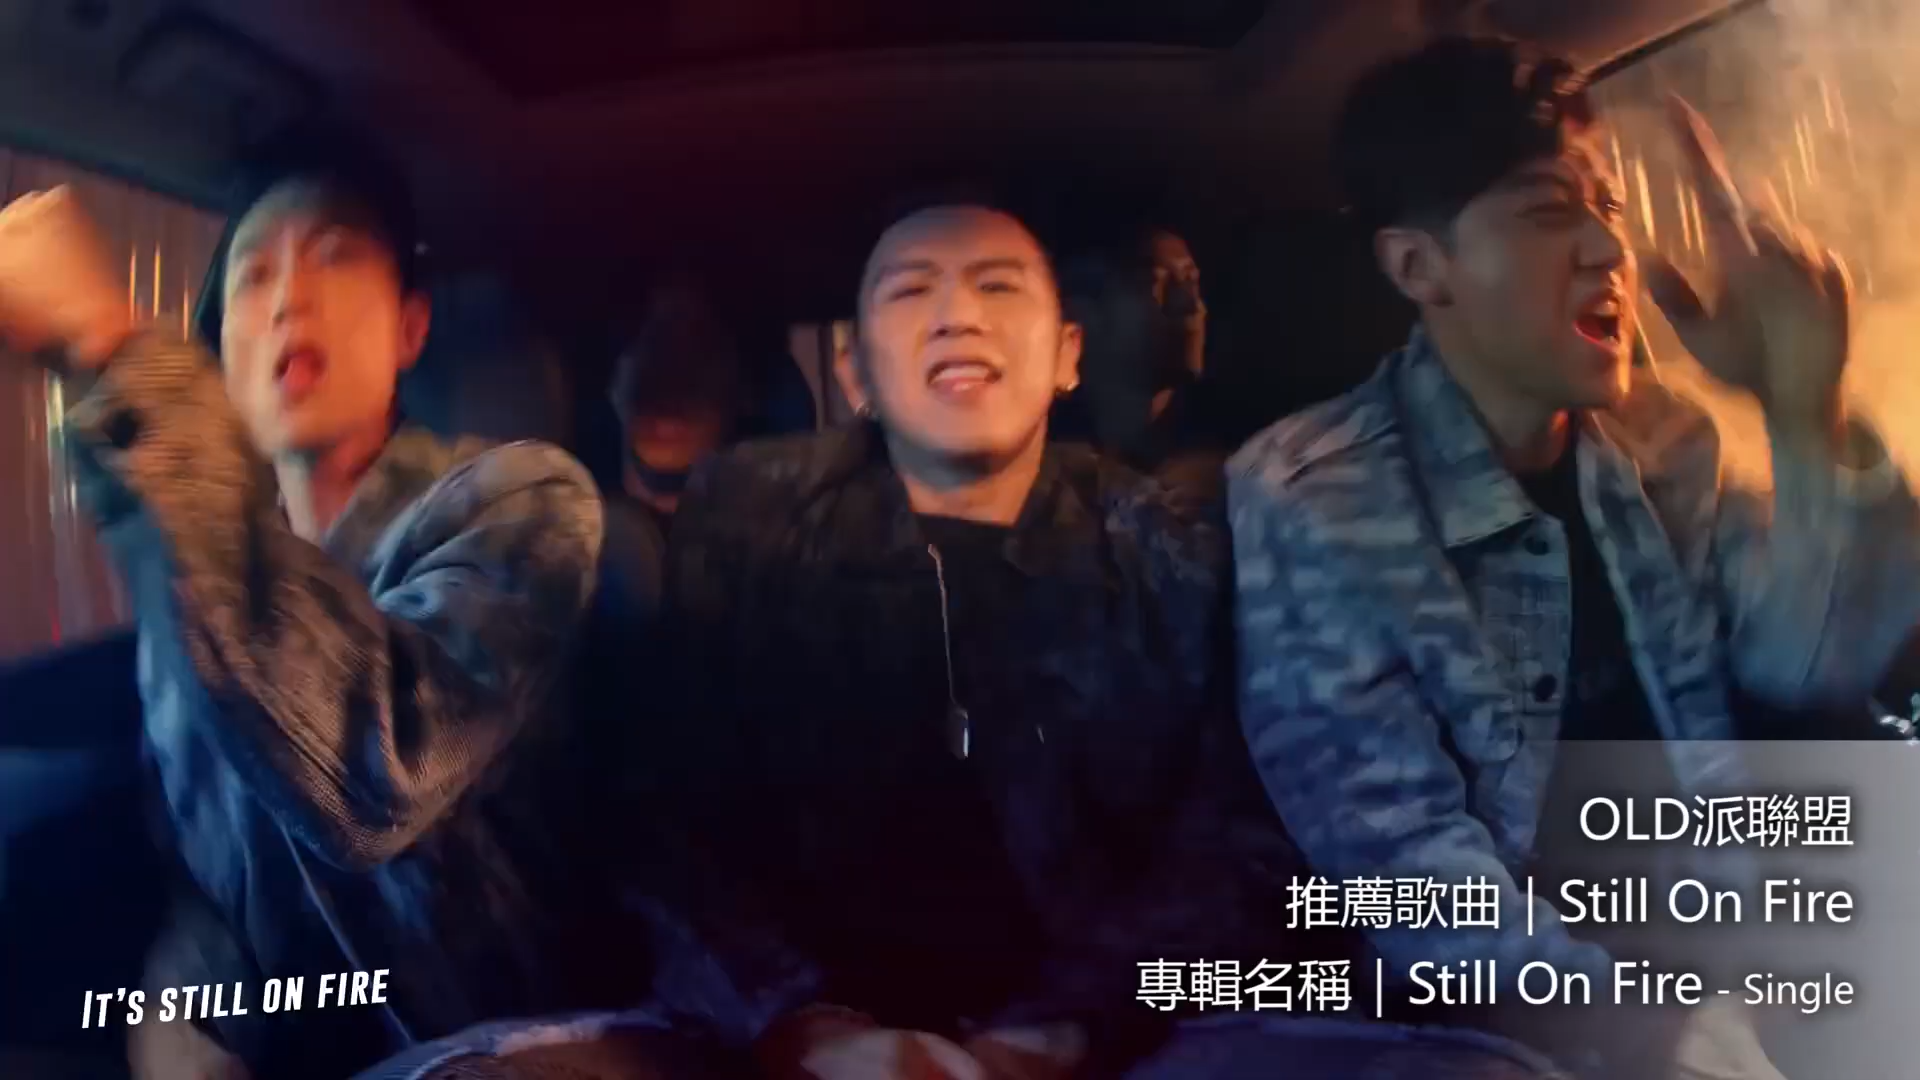 OLD派聯盟
推薦歌曲｜Still On Fire
專輯名稱｜Still On Fire - Single
IT'S STILL ON FIRE